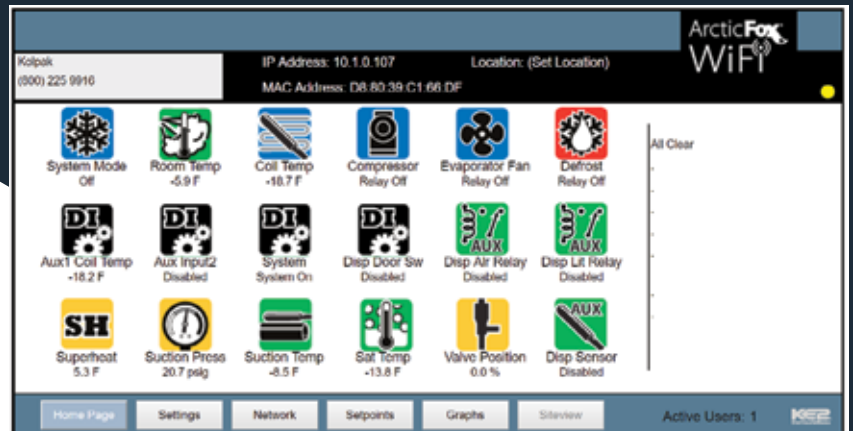 ArcticFox
WiFi
Kolpak
(800) 225 9916
IP Address: 10.1.0.107
Location: (Set Location)
MAC Address: D8:80:39:C1:66:DF
All Clear
System Mode
Off
Room Temp
-5.9 F
Coil Temp
-18.7 F
Compressor
Relay Off
Evaporator Fan
Relay Off
Defrost
Relay Off
DI
Aux1 Coil Temp
-18.2 F
DI
Aux Input2
Disabled
DI
System
System On
DI
Disp Door Sw
Disabled
AUX
Disp Alr Relay
Disabled
AUX
Disp Lit Relay
Disabled
SH
Superheat
5.3 F
Suction Press
20.7 psig
Suction Temp
-8.5 F
Sat Temp
-13.8 F
Valve Position
0.0 %
AUX
Disp Sensor
Disabled
Home Page
Settings
Network
Setpoints
Graphs
Siteview
Active Users: 1
KE2